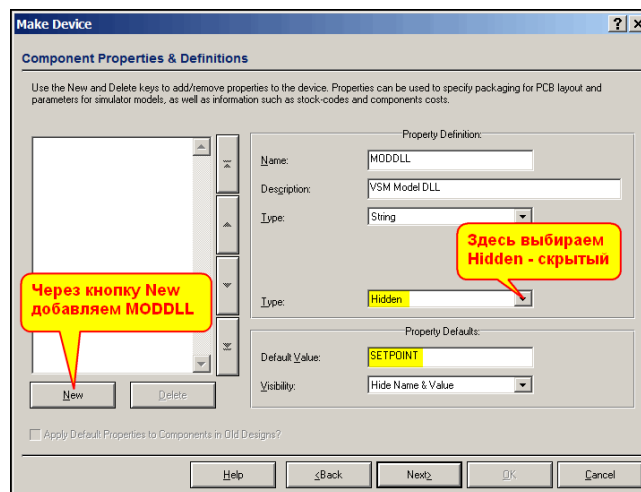 Make Device
Component Properties & Definitions
Use the New and Delete keys to add/remove properties to the device. Properties can be used to specify packaging for PCB layout and
parameters for simulator models, as well as information such as stock-codes and components costs.
Property Definition:
Name: MODDLL
Description: VSM Model DLL
Type: String
Здесь выбираем
Hidden - скрытый
Через кнопку New
добавляем MODDLL
Type: Hidden
Property Defaults:
Default Value: SETPOINT
Visibility: Hide Name & Value
New Delete
Apply Default Properties to Components in Old Designs?
Help <Back Next> OK Cancel